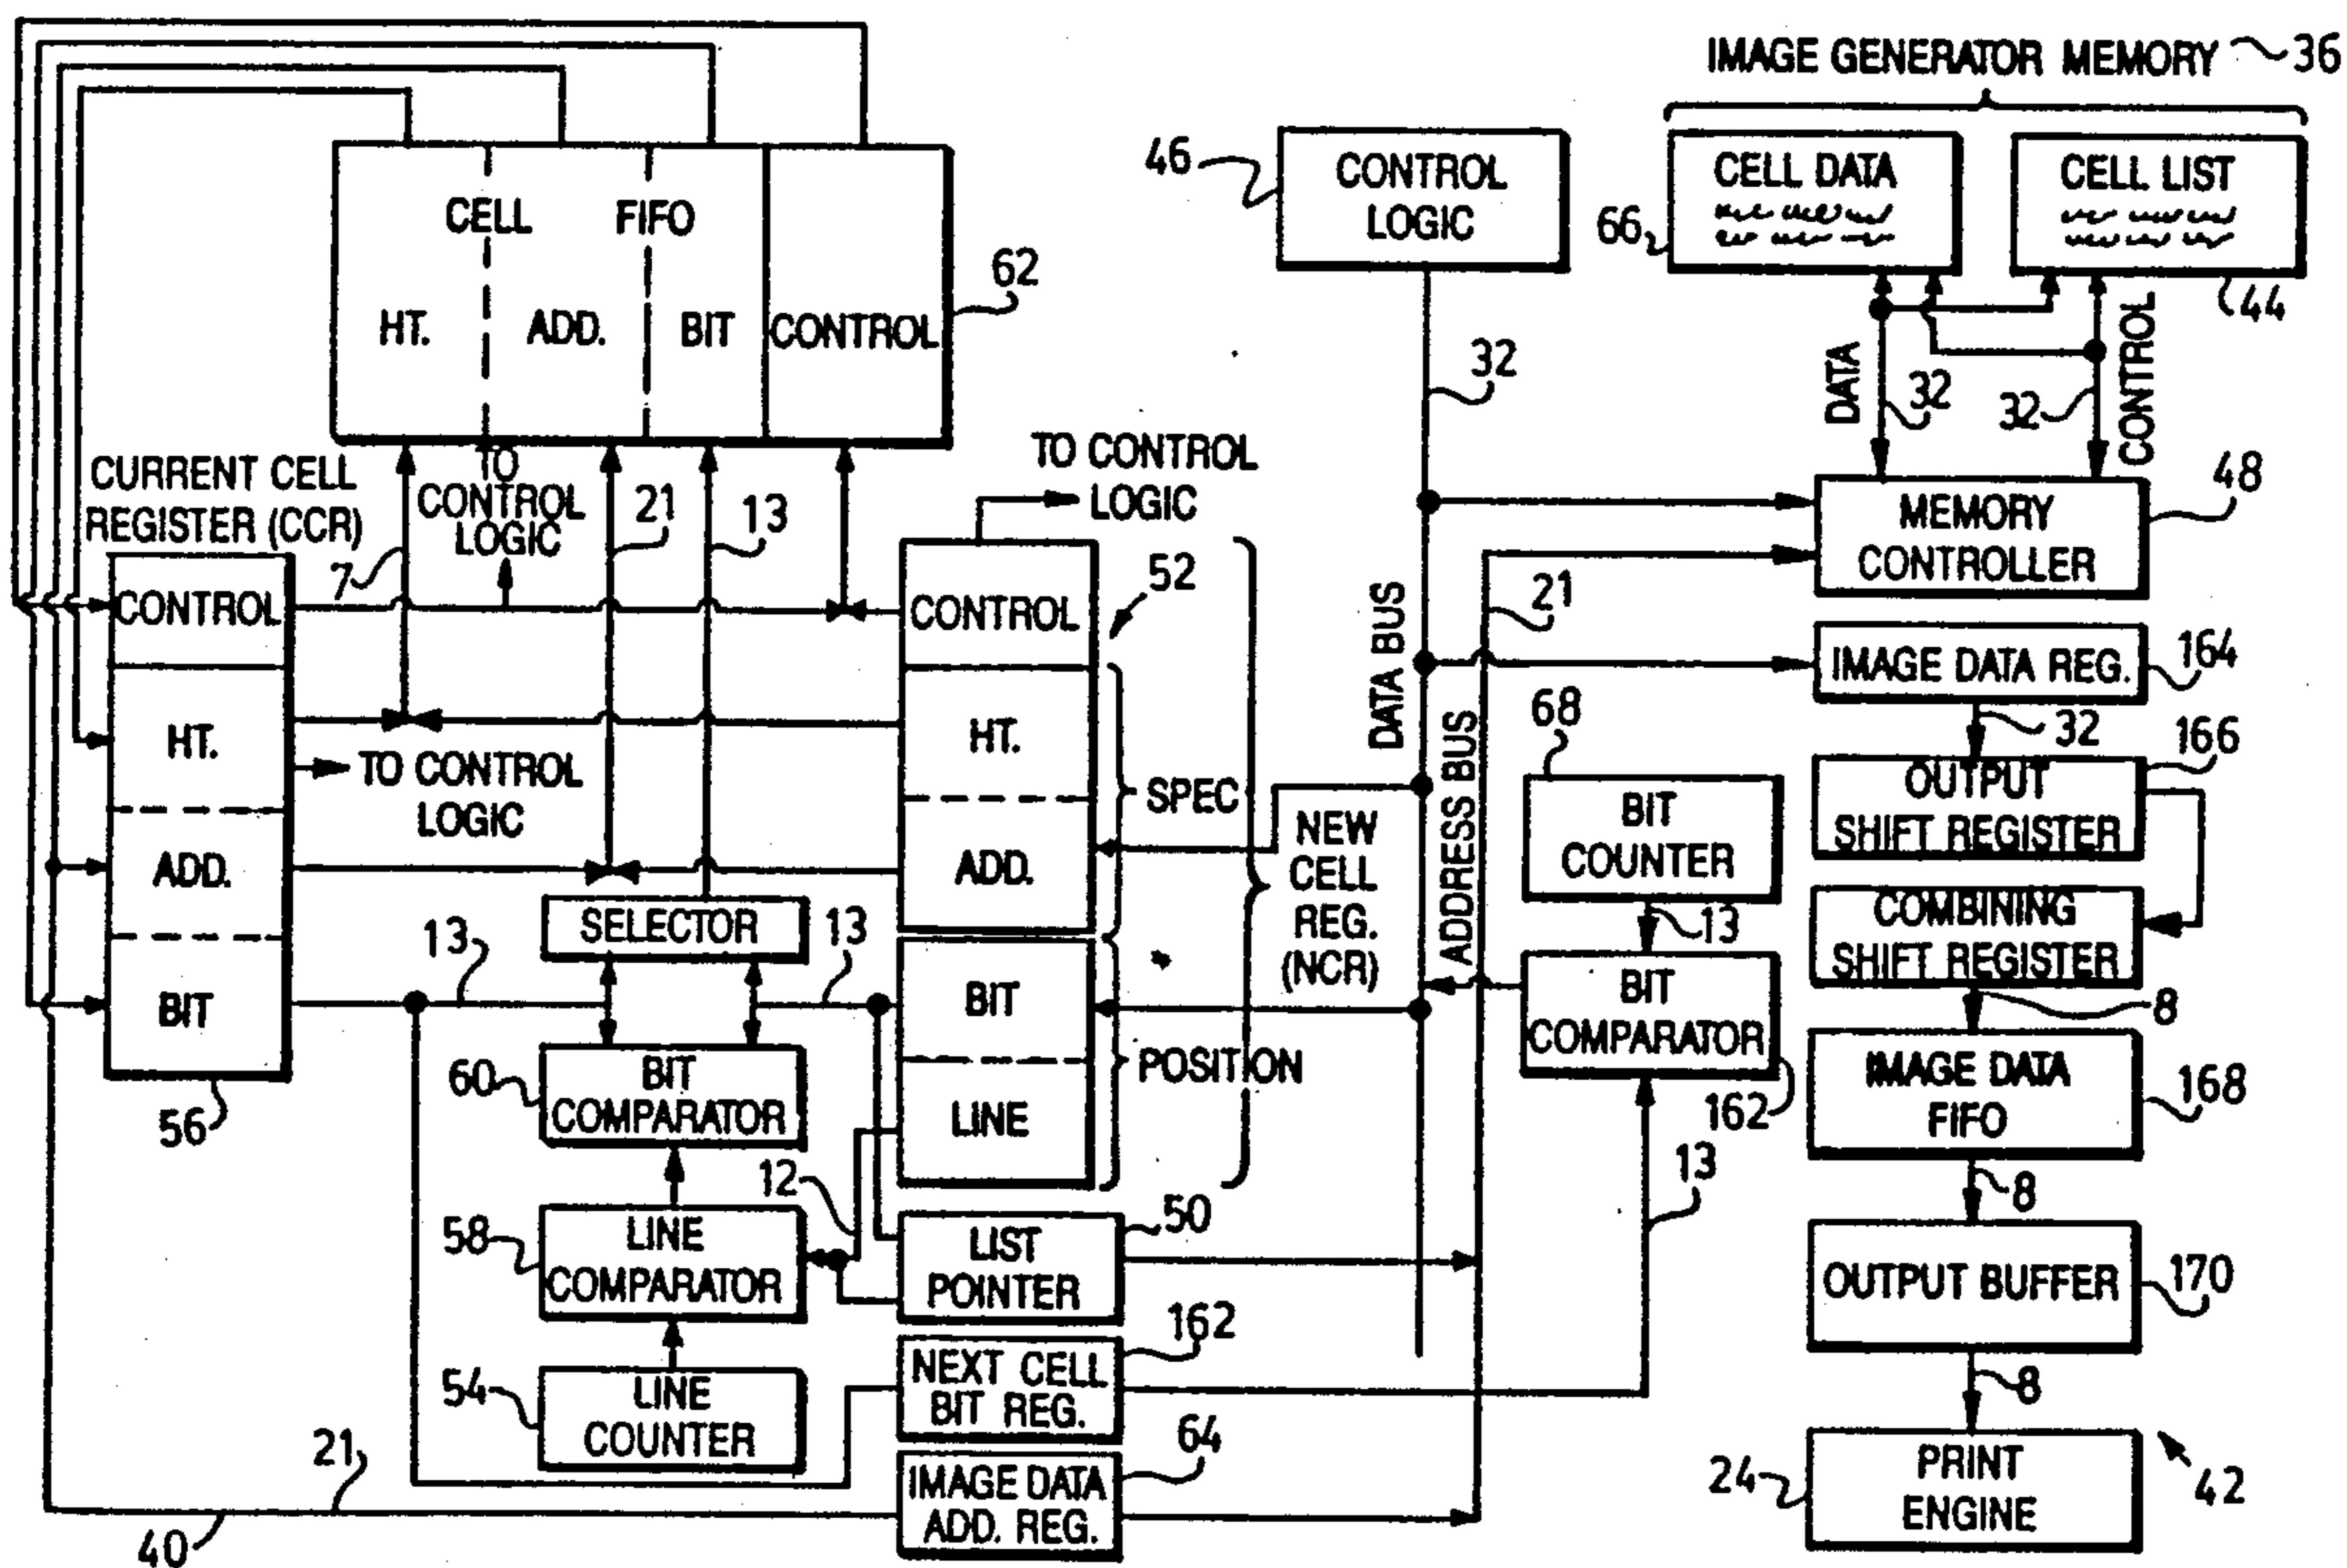 IMAGE GENERATOR MEMORY 36
46
CONTROL
LOGIC
66
CELL DATA
CELL LIST
44
CELL FIFO
HT. ADD. BIT CONTROL
62
32
DATA
32
32
CONTROL
CURRENT CELL
REGISTER (CCR)
TO
CONTROL
LOGIC
7
21
13
TO CONTROL
LOGIC
52
MEMORY
CONTROLLER
48
CONTROL
HT.
ADD.
BIT
56
TO CONTROL
LOGIC
CONTROL
HT.
ADD.
BIT
LINE
SPEC
POSITION
NEW
CELL
REG.
(NCR)
DATA BUS
ADDRESS BUS
21
IMAGE DATA REG.
164
32
OUTPUT
SHIFT REGISTER
166
COMBINING
SHIFT REGISTER
8
IMAGE DATA
FIFO
168
8
OUTPUT BUFFER
170
8
PRINT
ENGINE
24
42
68
BIT
COUNTER
13
BIT
COMPARATOR
162
13
SELECTOR
13
13
60
BIT
COMPARATOR
12
58
LINE
COMPARATOR
54
LINE
COUNTER
LIST
POINTER
50
NEXT CELL
BIT REG.
162
IMAGE DATA
ADD. REG.
64
21
40